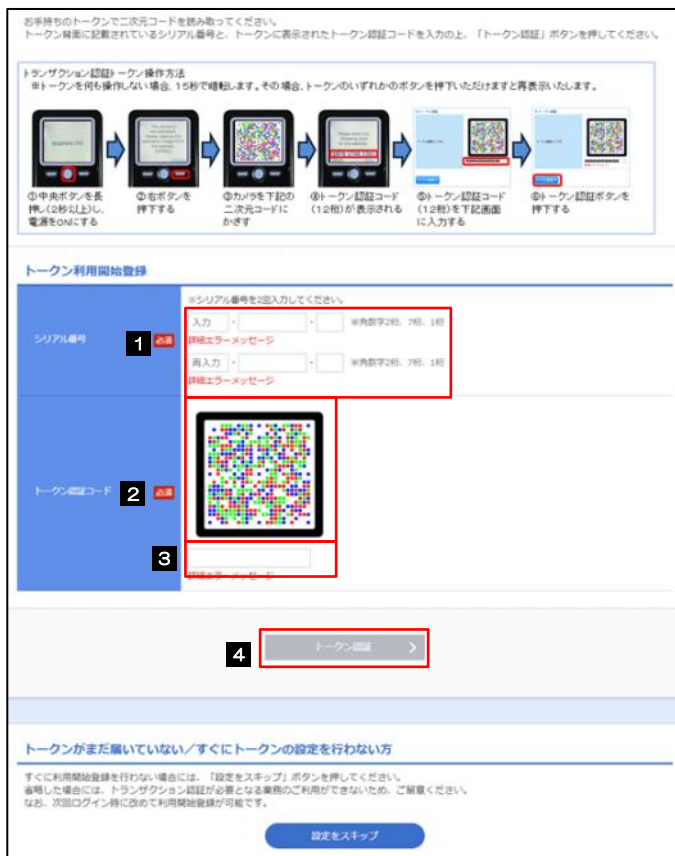 お手持ちのトークンで二次元コードを読み取ってください。
トークン背面に記載されているシリアル番号と、トークンに表示されたトークン認証コードを入力の上、「トークン認証」ボタンを押してください。
トランザクション認証トークン操作方法
※トークンを何も操作しない場合、15秒で暗転します。その場合、トークンのいずれかのボタンを押下いただけますと再表示いたします。
①中央ボタンを長押し(2秒以上)し、電源をONにする
②右ボタンを押下する
③カメラを下記の二次元コードにかざす
④トークン認証コード(12桁)が表示される
⑤トークン認証コード(12桁)を下記画面に入力する
⑥トークン認証ボタンを押下する
トークン利用開始登録
※シリアル番号を2回入力してください。
シリアル番号 1 必須
入力 - - 半角数字2桁、7桁、1桁
詳細エラーメッセージ
再入力 - - 半角数字2桁、7桁、1桁
詳細エラーメッセージ
トークン認証コード 2 必須
3
詳細エラーメッセージ
4 トークン認証
トークンがまだ届いていない/すぐにトークンの設定を行わない方
すぐに利用開始登録を行わない場合には、「設定をスキップ」ボタンを押してください。
省略した場合には、トランザクション認証が必要となる業務のご利用ができないため、ご留意ください。
なお、次回ログイン時に改めて利用開始登録が可能です。
設定をスキップ